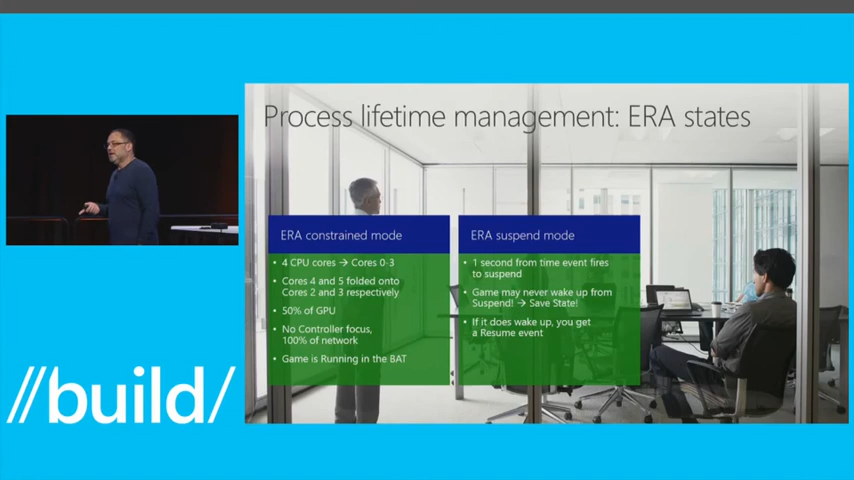 Process lifetime management: ERA states
ERA constrained mode
• 4 CPU cores → Cores 0-3
• Cores 4 and 5 folded onto
Cores 2 and 3 respectively
• 50% of GPU
• No Controller focus,
100% of network
• Game is Running in the BAT
ERA suspend mode
• 1 second from time event fires
to suspend
• Game may never wake up from
Suspend! → Save State!
• If it does wake up, you get
a Resume event
//build/